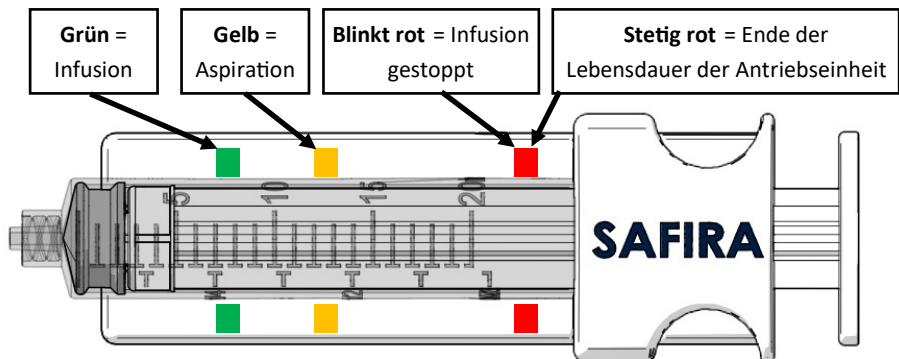 Grün =
Infusion
Gelb =
Aspiration
Blinkt rot = Infusion
gestoppt
Stetig rot = Ende der
Lebensdauer der Antriebseinheit
5 10 15 20
SAFIRA